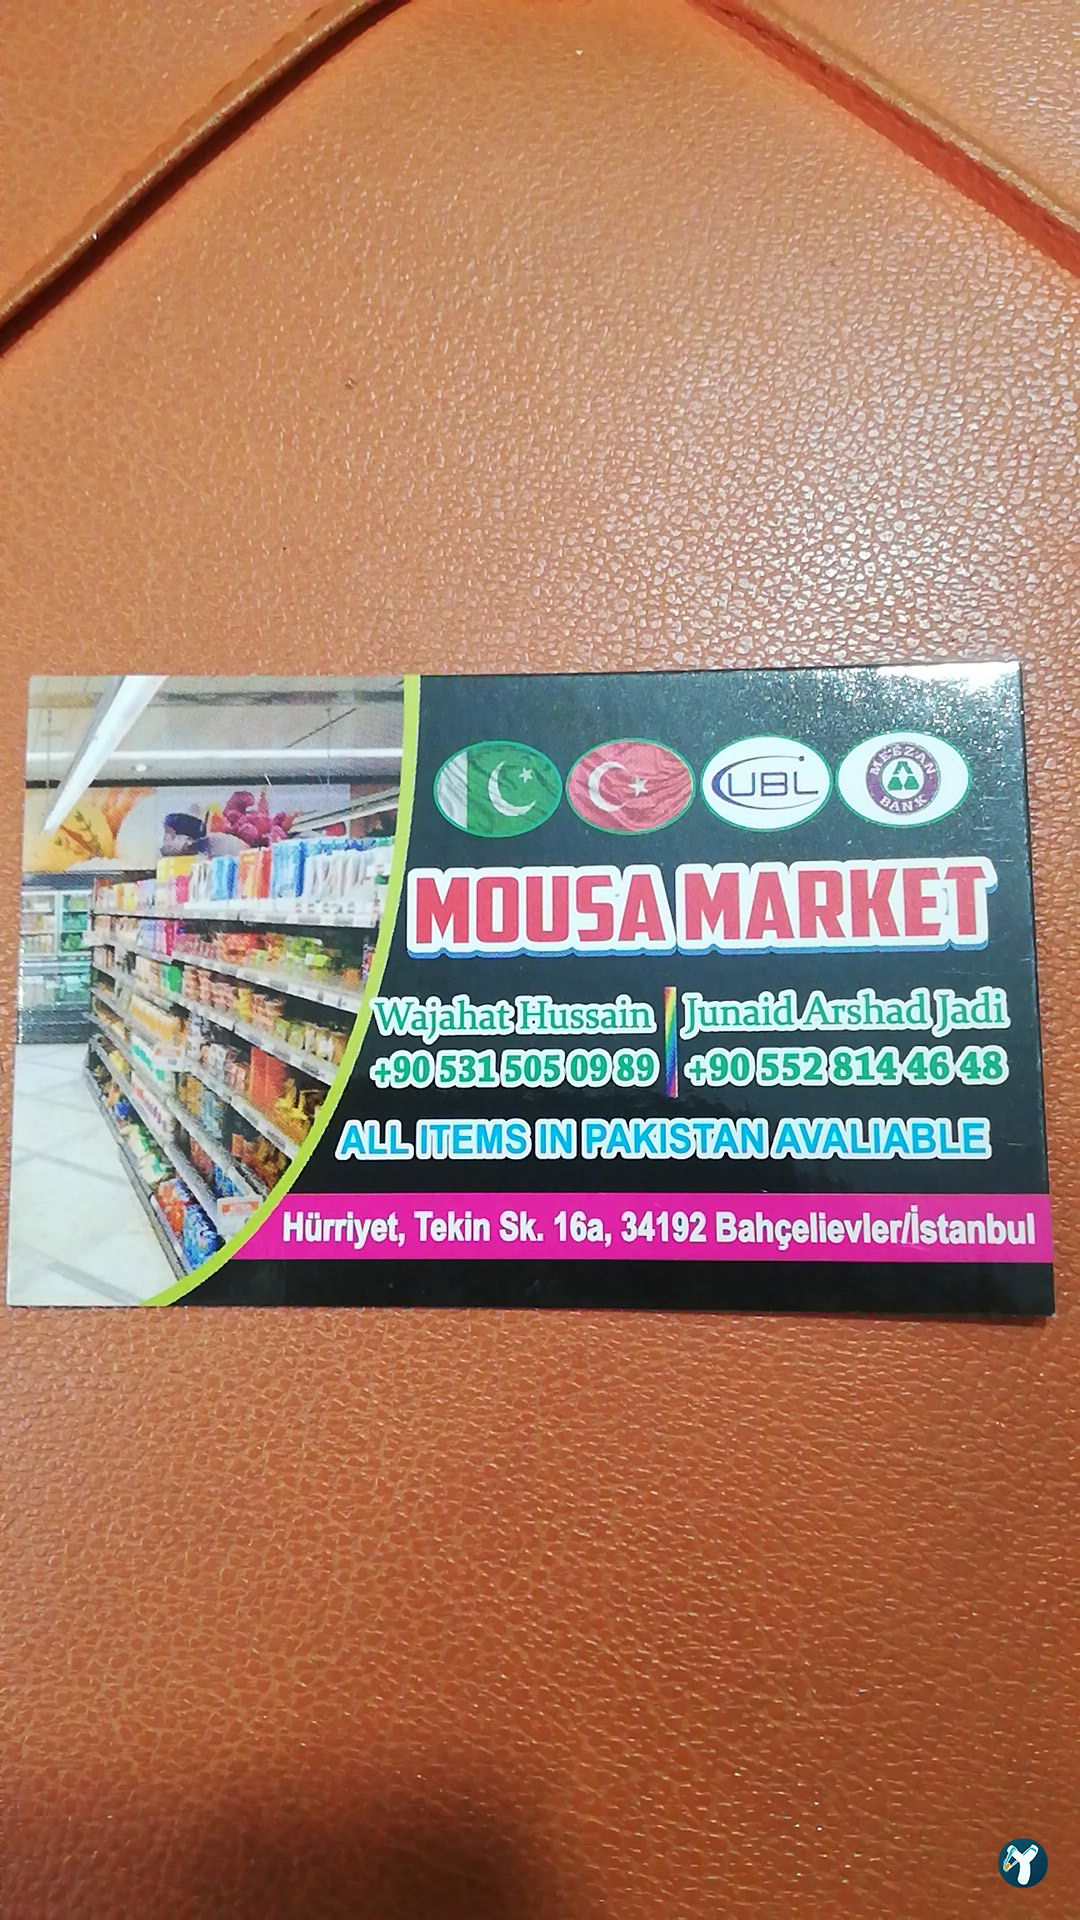 UBL
MEEZAN
BANK
MOUSA MARKET
Wajahat Hussain
+90 531 505 09 89
Junaid Arshad Jadi
+90 552 814 46 48
ALL ITEMS IN PAKISTAN AVALIABLE
Hürriyet, Tekin Sk. 16a, 34192 Bahçelievler/İstanbul